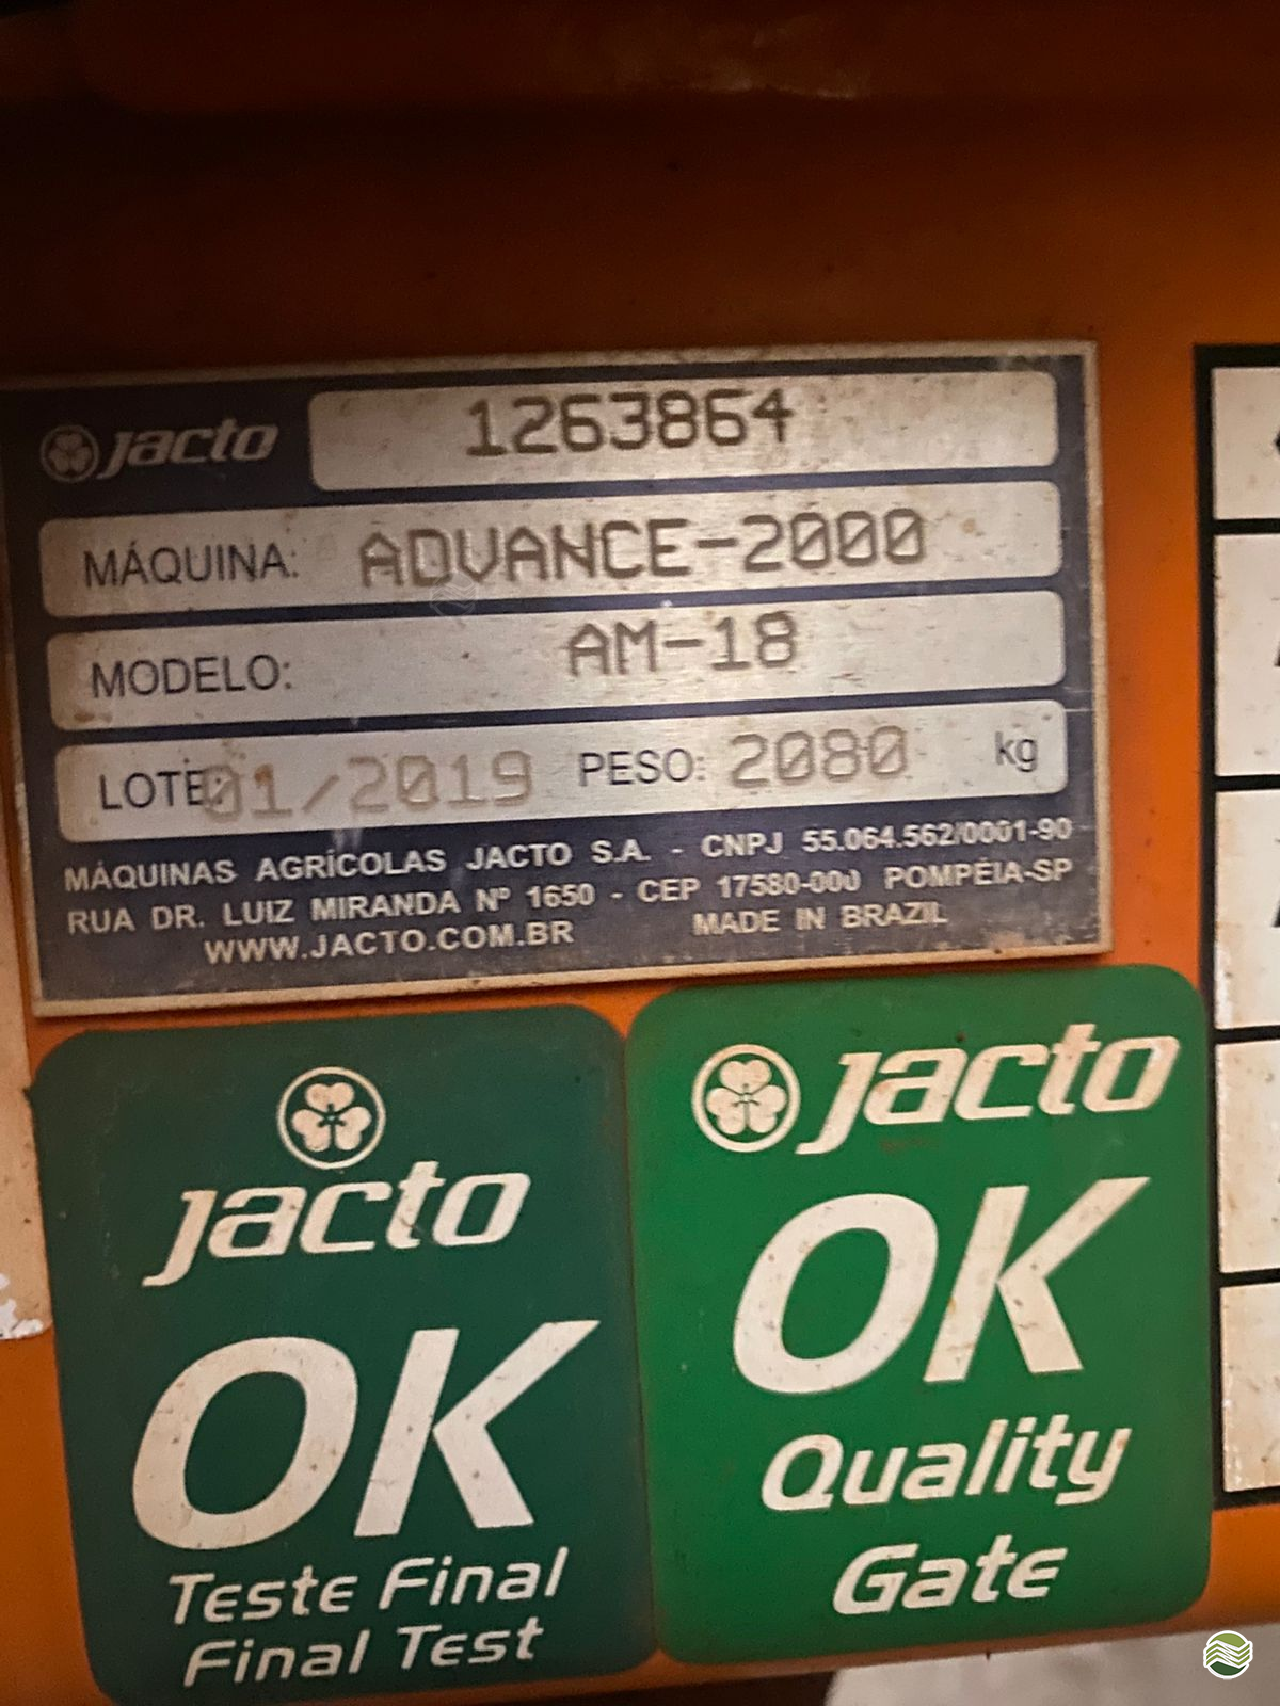 jacto 1263864
MÁQUINA: ADVANCE-2000
MODELO: AM-18
LOTE: 01/2019 PESO: 2080 kg
MÁQUINAS AGRÍCOLAS JACTO S.A. - CNPJ 55.064.562/0001-90
RUA DR. LUIZ MIRANDA Nº 1650 - CEP 17580-000 POMPÉIA-SP
WWW.JACTO.COM.BR MADE IN BRAZIL
jacto
OK
Teste Final
Final Test
jacto
OK
Quality
Gate